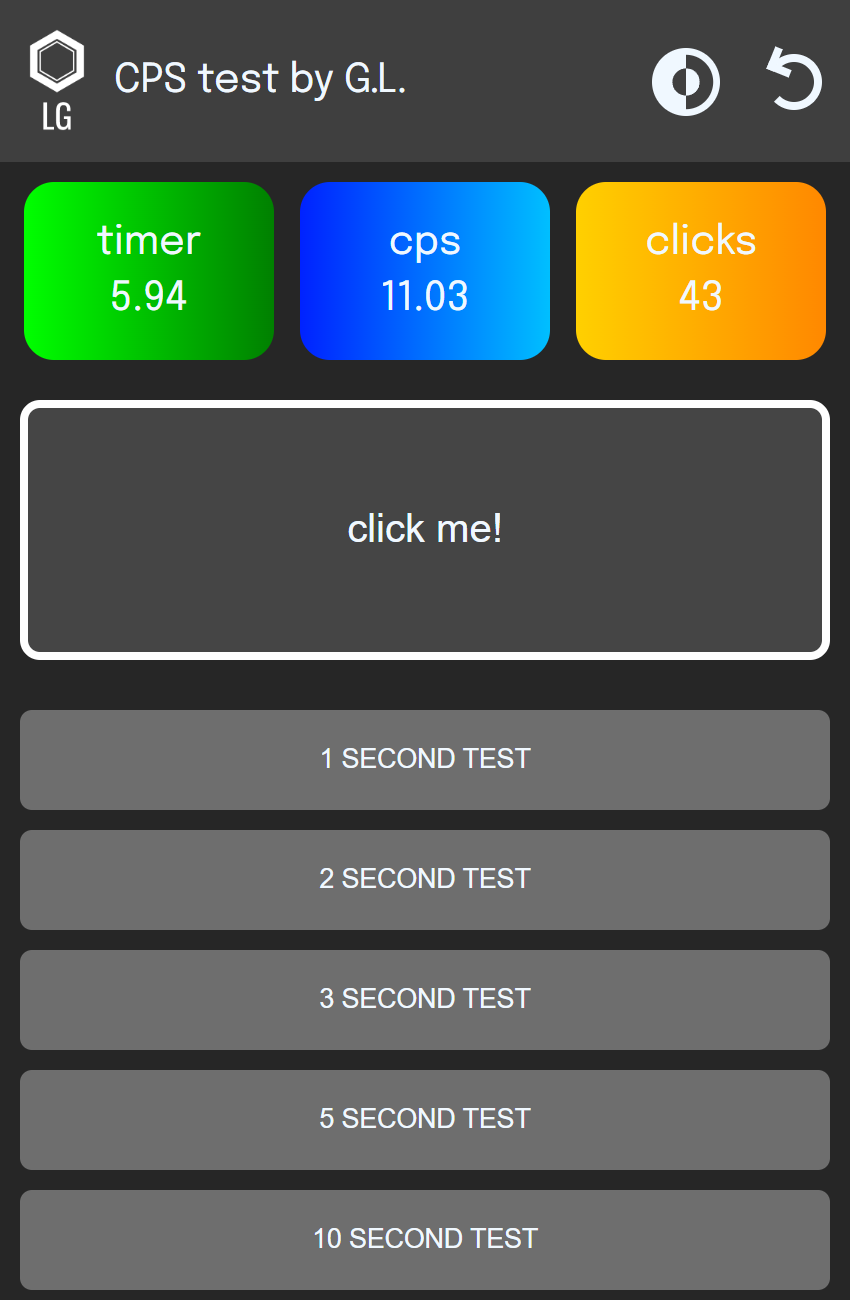 LG
CPS test by G.L.
timer
5.94
cps
11.03
clicks
43
click me!
1 SECOND TEST
2 SECOND TEST
3 SECOND TEST
5 SECOND TEST
10 SECOND TEST